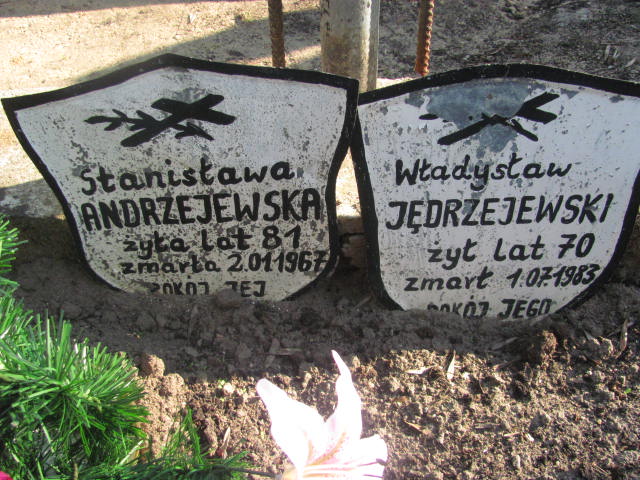 Stanisława
ANDRZEJEWSKA
żyła lat 81
zmarła 2.01.1967
POKÓJ JEJ
Władysław
JĘDRZEJEWSKI
żył lat 70
zmarł 1.07.1983
POKÓJ JEGO